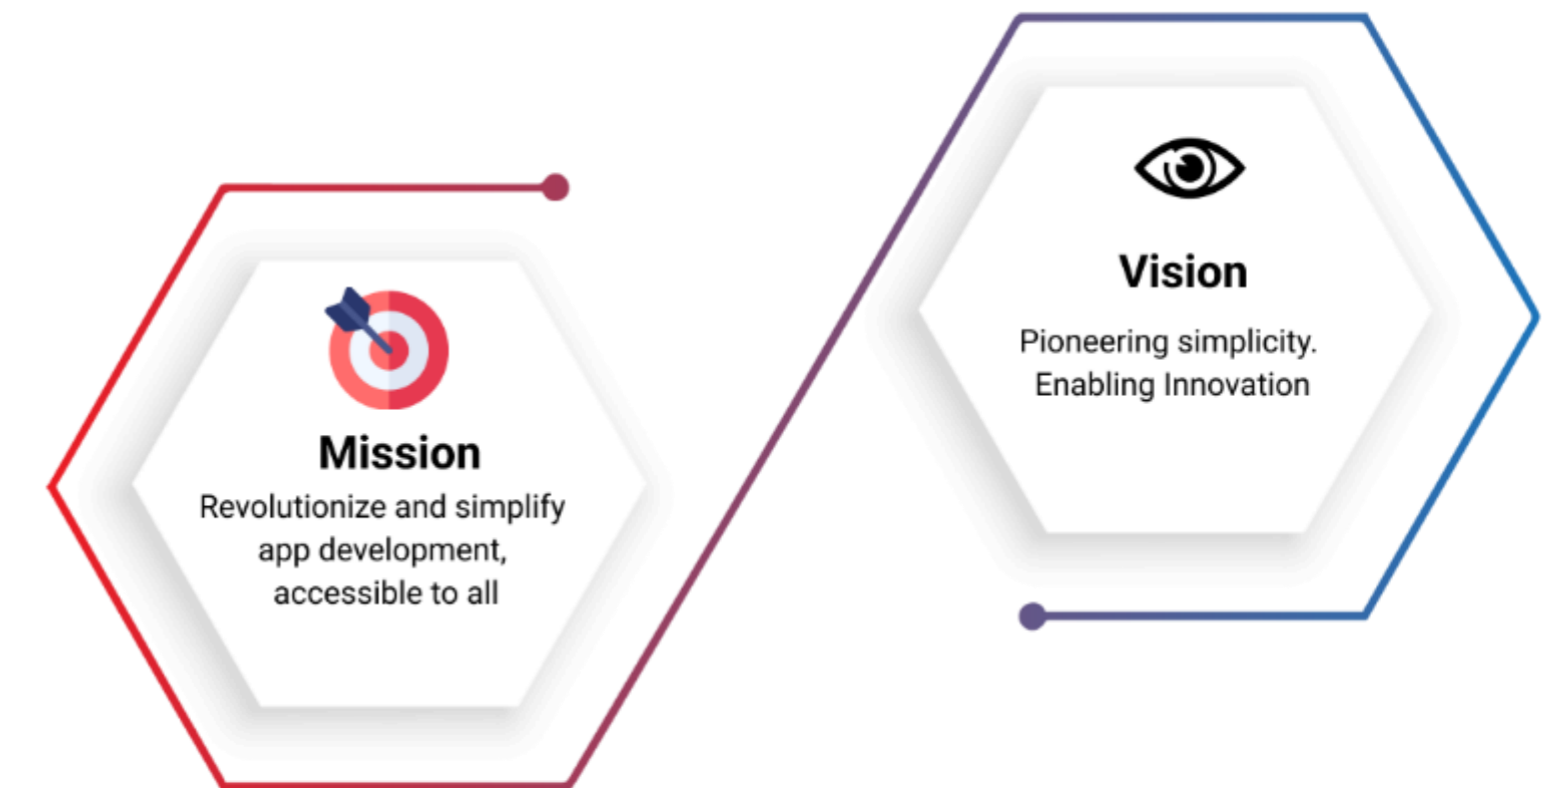 Mission
Revolutionize and simplify
app development,
accessible to all
Vision
Pioneering simplicity.
Enabling Innovation